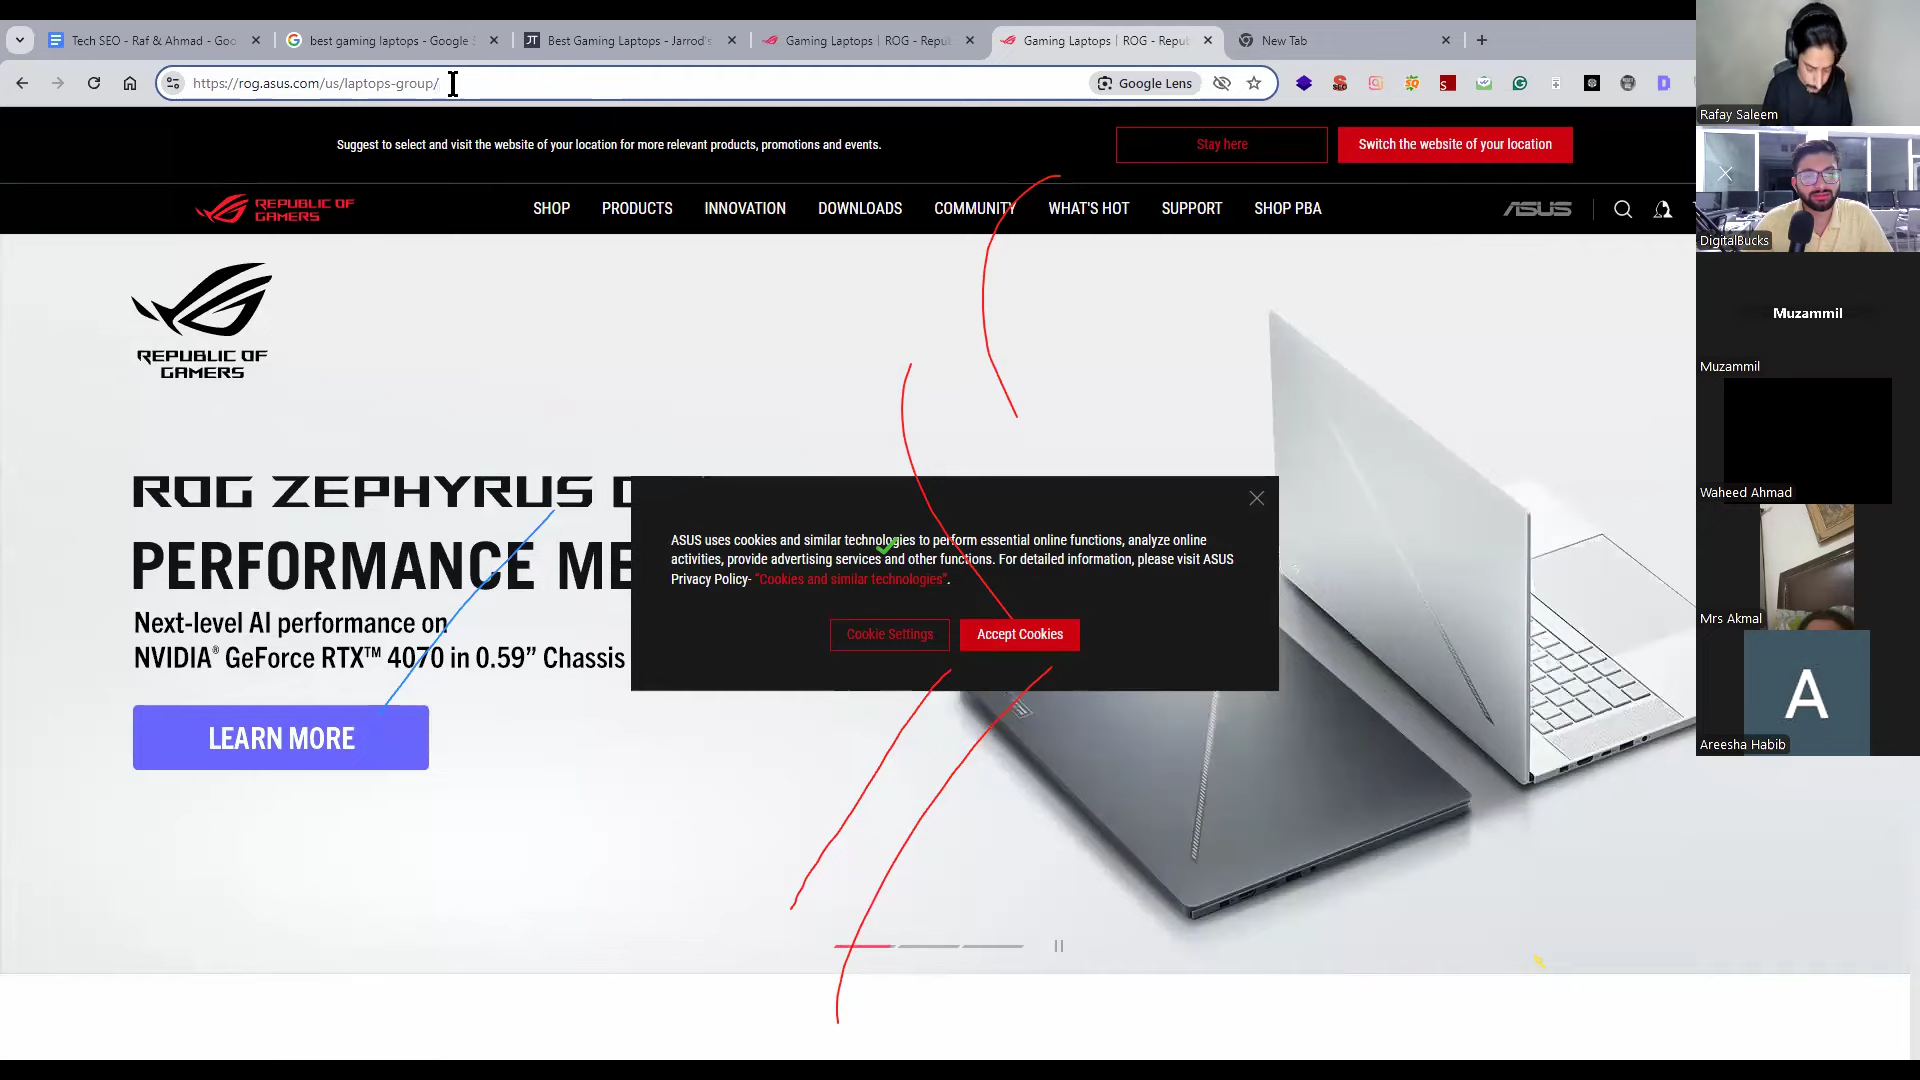 Tech SEO - Raf & Ahmad - Goo
best gaming laptops - Google S
JT Best Gaming Laptops - Jarrod's
Gaming Laptops | ROG - Repub
Gaming Laptops | ROG - Repub
New Tab
https://rog.asus.com/us/laptops-group/
Google Lens
Suggest to select and visit the website of your location for more relevant products, promotions and events.
Stay here
Switch the website of your location
REPUBLIC OF
GAMERS
SHOP PRODUCTS INNOVATION DOWNLOADS COMMUNITY WHAT'S HOT SUPPORT SHOP PBA
ASUS
REPUBLIC OF
GAMERS
ROG ZEPHYRUS
PERFORMANCE ME
Next-level AI performance on
NVIDIA® GeForce RTX™ 4070 in 0.59” Chassis
LEARN MORE
ASUS uses cookies and similar technologies to perform essential online functions, analyze online
activities, provide advertising services and other functions. For detailed information, please visit ASUS
Privacy Policy- “Cookies and similar technologies”.
Cookie Settings
Accept Cookies
Rafay Saleem
DigitalBucks
Muzammil
Muzammil
Waheed Ahmad
Mrs Akmal
A
Areesha Habib